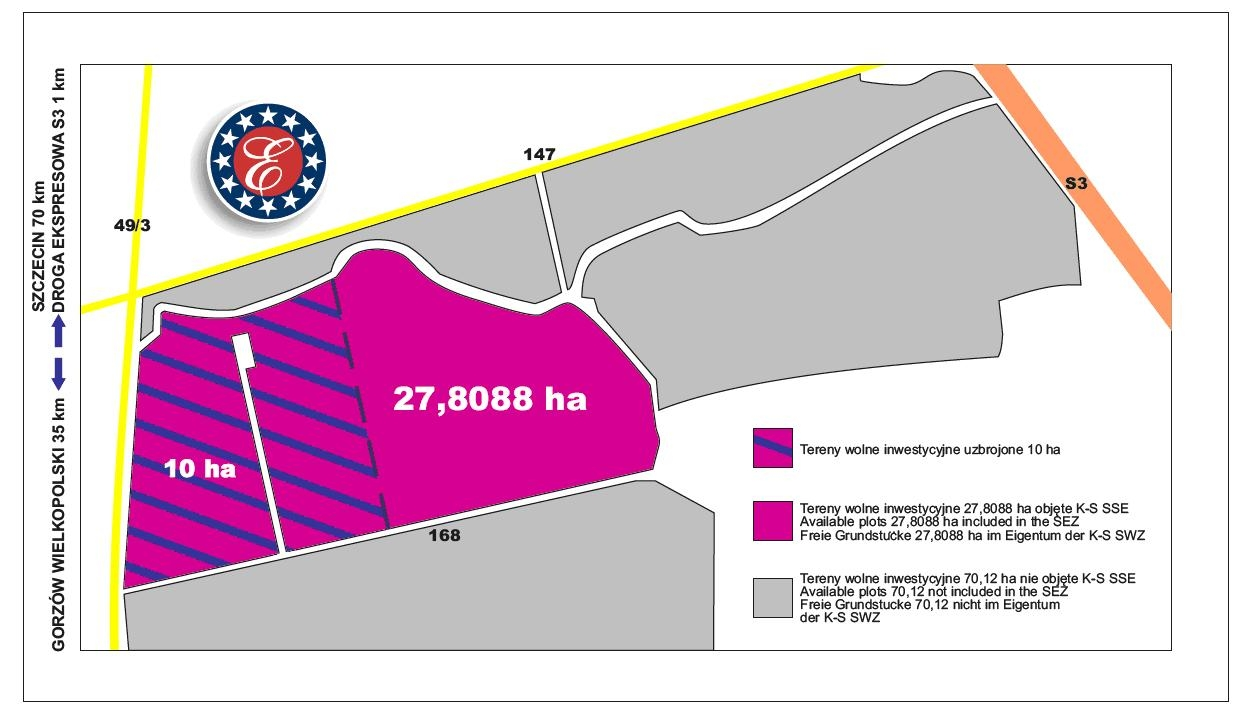 SZCZECIN 70 km
DROGA EKSPRESOWA S3 1 km
GORZÓW WIELKOPOLSKI 35 km
E
147
S3
49/3
27,8088 ha
10 ha
168
Tereny wolne inwestycyjne uzbrojone 10 ha
Tereny wolne inwestycyjne 27,8088 ha objęte K-S SSE
Available plots 27,8088 ha included in the SEZ
Freie Grundstucke 27,8088 ha im Eigentum der K-S SWZ
Tereny wolne inwestycyjne 70,12 ha nie objęte K-S SSE
Available plots 70,12 not included in the SEZ
Freie Grundstucke 70,12 nicht im Eigentum
der K-S SWZ